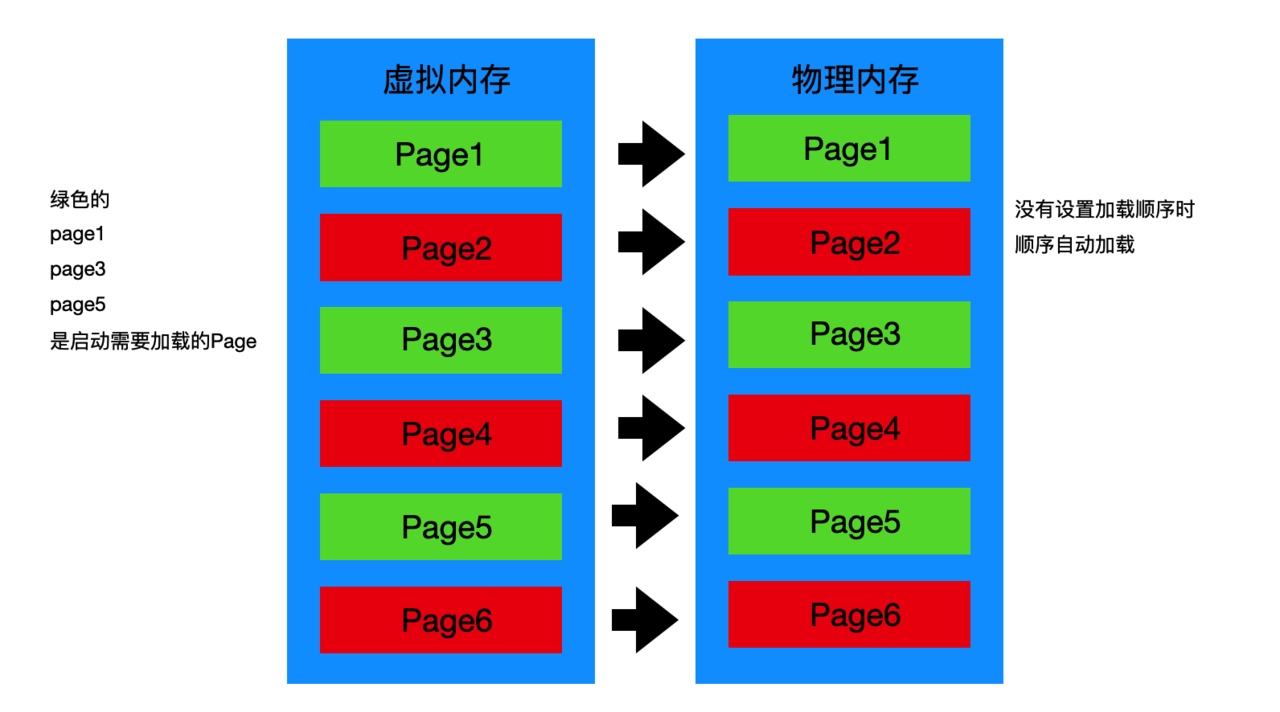 绿色的
page1
page3
page5
是启动需要加载的Page
虚拟内存
Page1
Page2
Page3
Page4
Page5
Page6
物理内存
Page1
Page2
Page3
Page4
Page5
Page6
没有设置加载顺序时
顺序自动加载